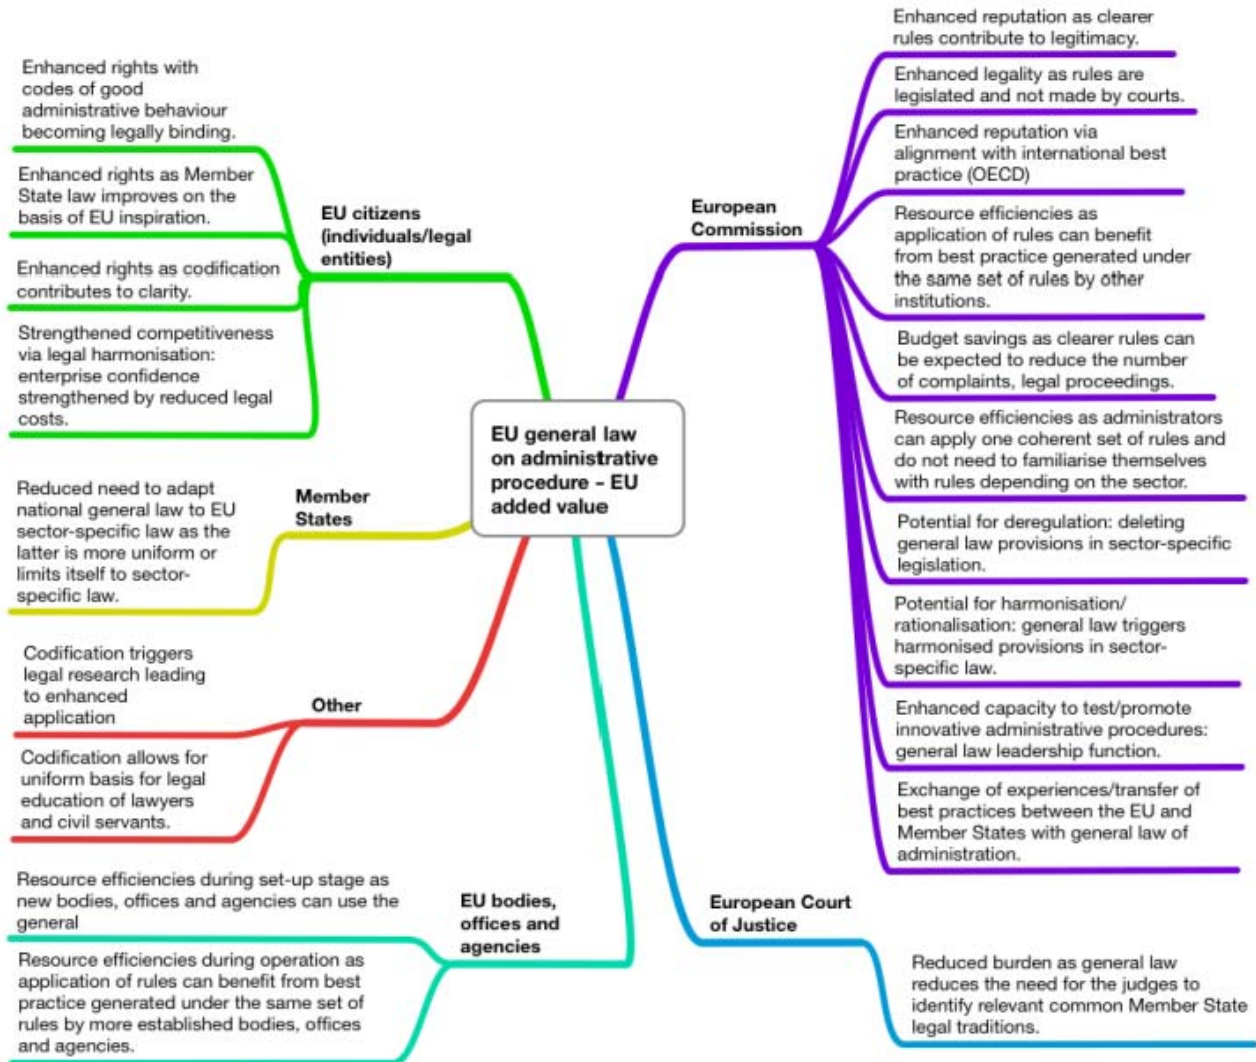 EU general law
on administrative
procedure – EU
added value
EU citizens
(individuals/legal
entities)
Enhanced rights with
codes of good
administrative behaviour
becoming legally binding.
Enhanced rights as Member
State law improves on the
basis of EU inspiration.
Enhanced rights as codification
contributes to clarity.
Strengthened competitiveness
via legal harmonisation:
enterprise confidence
strengthened by reduced legal
costs.
Member
States
Reduced need to adapt
national general law to EU
sector-specific law as the
latter is more uniform or
limits itself to sector-
specific law.
Other
Codification triggers
legal research leading
to enhanced
application
Codification allows for
uniform basis for legal
education of lawyers
and civil servants.
EU bodies,
offices and
agencies
Resource efficiencies during set-up stage as
new bodies, offices and agencies can use the
general
Resource efficiencies during operation as
application of rules can benefit from best
practice generated under the same set of
rules by more established bodies, offices
and agencies.
European
Commission
Enhanced reputation as clearer
rules contribute to legitimacy.
Enhanced legality as rules are
legislated and not made by courts.
Enhanced reputation via
alignment with international best
practice (OECD)
Resource efficiencies as
application of rules can benefit
from best practice generated under
the same set of rules by other
institutions.
Budget savings as clearer rules can
be expected to reduce the number
of complaints, legal proceedings.
Resource efficiencies as administrators
can apply one coherent set of rules and
do not need to familiarise themselves
with rules depending on the sector.
Potential for deregulation: deleting
general law provisions in sector-specific
legislation.
Potential for harmonisation/
rationalisation: general law triggers
harmonised provisions in sector-
specific law.
Enhanced capacity to test/promote
innovative administrative procedures:
general law leadership function.
Exchange of experiences/transfer of
best practices between the EU and
Member States with general law of
administration.
European Court
of Justice
Reduced burden as general law
reduces the need for the judges to
identify relevant common Member State
legal traditions.